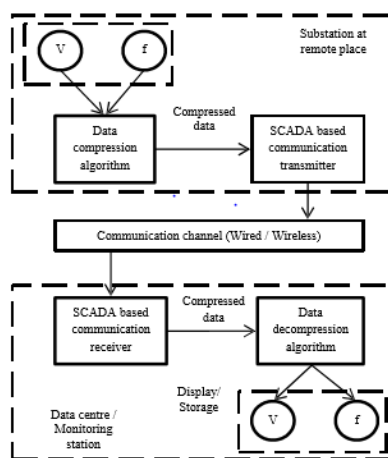 V
f
Substation at
remote place
Data
compression
algorithm
Compressed
data
SCADA based
communication
transmitter
Communication channel (Wired / Wireless)
SCADA based
communication
receiver
Compressed
data
Data
decompression
algorithm
Display/
Storage
V
f
Data centre /
Monitoring
station